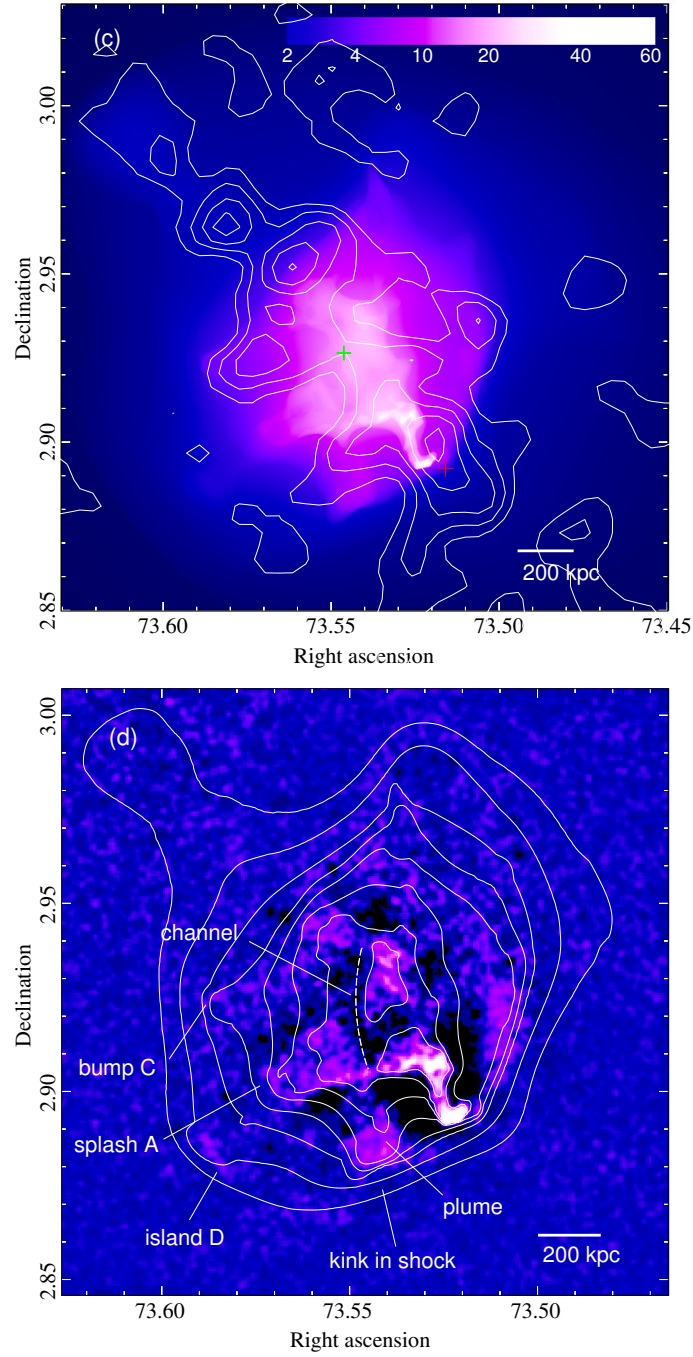 (c)
2 4 10 20 40 60
3.00
2.95
2.90
2.85
Declination
200 kpc
73.60 73.55 73.50 73.45
Right ascension
(d)
3.00
2.95
2.90
2.85
Declination
channel
bump C
splash A
island D
plume
kink in shock
200 kpc
73.60 73.55 73.50
Right ascension